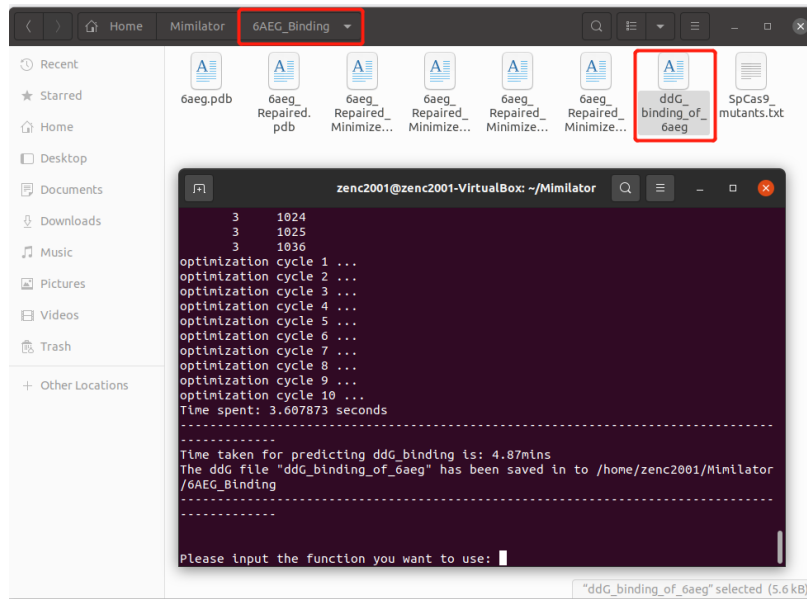 Home Mimilator 6AEG_Binding
Recent
Starred
Home
Desktop
Documents
Downloads
Music
Pictures
Videos
Trash
Other Locations
6aeg.pdb
6aeg_
Repaired.
pdb
6aeg_
Repaired_
Minimize...
6aeg_
Repaired_
Minimize...
6aeg_
Repaired_
Minimize...
6aeg_
Repaired_
Minimize...
ddG_
binding_of_
6aeg
SpCas9_
mutants.txt
zenc2001@zenc2001-VirtualBox: ~/Mimilator
3 1024
3 1025
3 1036
optimization cycle 1 ...
optimization cycle 2 ...
optimization cycle 3 ...
optimization cycle 4 ...
optimization cycle 5 ...
optimization cycle 6 ...
optimization cycle 7 ...
optimization cycle 8 ...
optimization cycle 9 ...
optimization cycle 10 ...
Time spent: 3.607873 seconds
Time taken for predicting ddG_binding is: 4.87mins
The ddG file "ddG_binding_of_6aeg" has been saved in to /home/zenc2001/Mimilator
/6AEG_Binding
Please input the function you want to use:
"ddG_binding_of_6aeg" selected (5.6 kB)